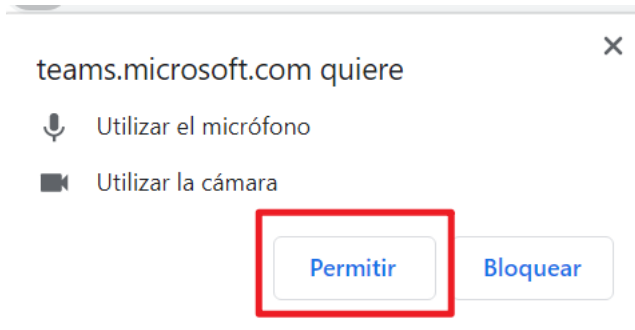 teams.microsoft.com quiere
Utilizar el micrófono
Utilizar la cámara
Permitir Bloquear